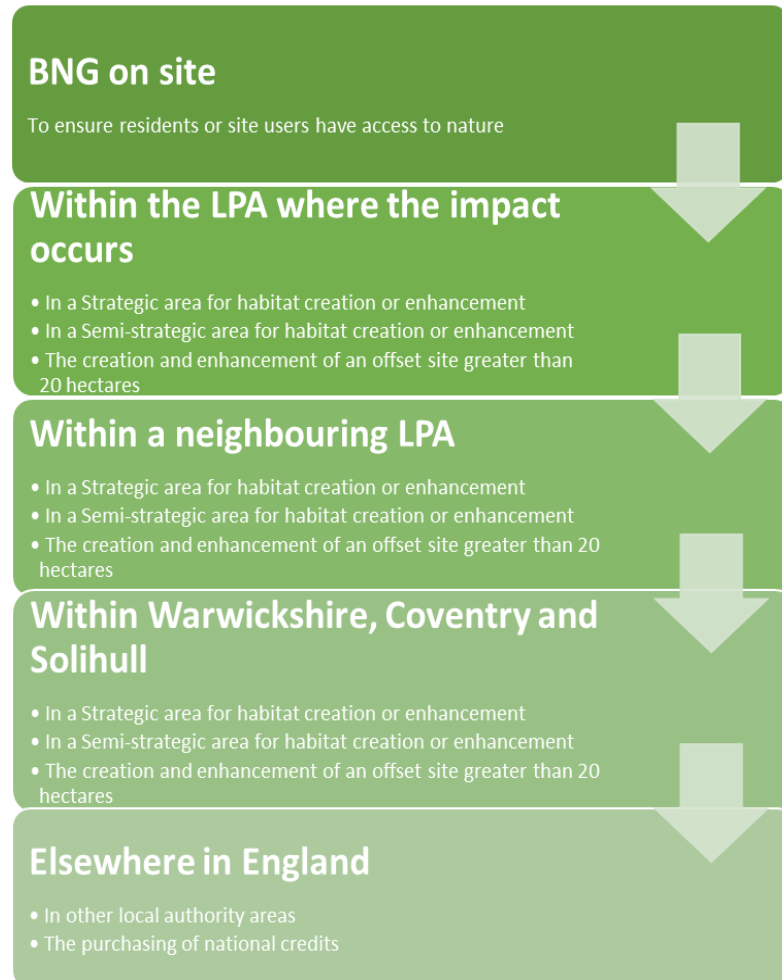 BNG on site
To ensure residents or site users have access to nature
Within the LPA where the impact
occurs
• In a Strategic area for habitat creation or enhancement
• In a Semi-strategic area for habitat creation or enhancement
• The creation and enhancement of an offset site greater than
20 hectares
Within a neighbouring LPA
• In a Strategic area for habitat creation or enhancement
• In a Semi-strategic area for habitat creation or enhancement
• The creation and enhancement of an offset site greater than 20
hectares
Within Warwickshire, Coventry and
Solihull
• In a Strategic area for habitat creation or enhancement
• In a Semi-strategic area for habitat creation or enhancement
• The creation and enhancement of an offset site greater than 20
hectares
Elsewhere in England
• In other local authority areas
• The purchasing of national credits